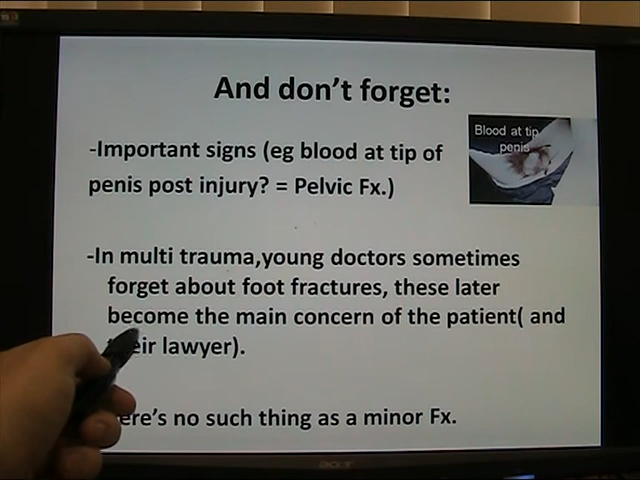 And don't forget:
-Important signs (eg blood at tip of
penis post injury? = Pelvic Fx.)
Blood at tip
penis
-In multi trauma,young doctors sometimes
forget about foot fractures, these later
become the main concern of the patient( and
lawyer).
no such thing as a minor Fx.
acer